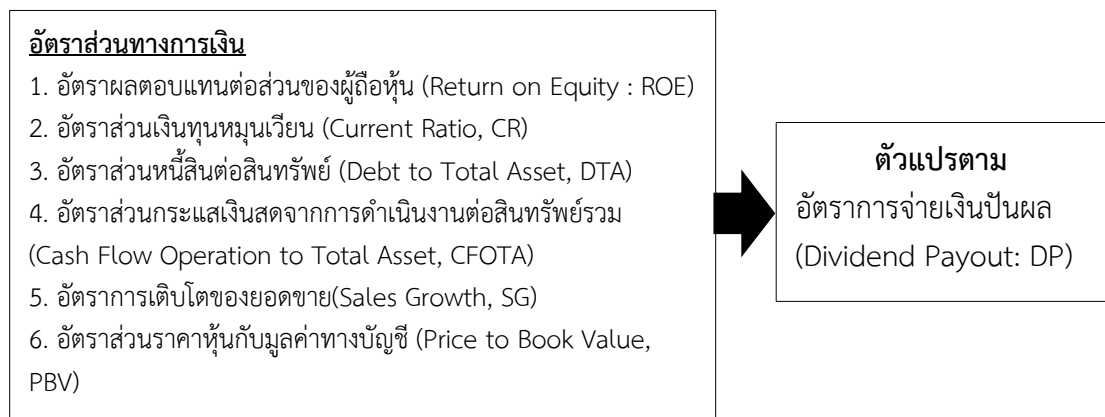 อัตราส่วนทางการเงิน
1. อัตราผลตอบแทนต่อส่วนของผู้ถือหุ้น (Return on Equity : ROE)
2. อัตราส่วนเงินทุนหมุนเวียน (Current Ratio, CR)
3. อัตราส่วนหนี้สินต่อสินทรัพย์ (Debt to Total Asset, DTA)
4. อัตราส่วนกระแสเงินสดจากการดำเนินงานต่อสินทรัพย์รวม
(Cash Flow Operation to Total Asset, CFOTA)
5. อัตราการเติบโตของยอดขาย(Sales Growth, SG)
6. อัตราส่วนราคาหุ้นกับมูลค่าทางบัญชี (Price to Book Value,
PBV)
ตัวแปรตาม
อัตราการจ่ายเงินปันผล
(Dividend Payout: DP)